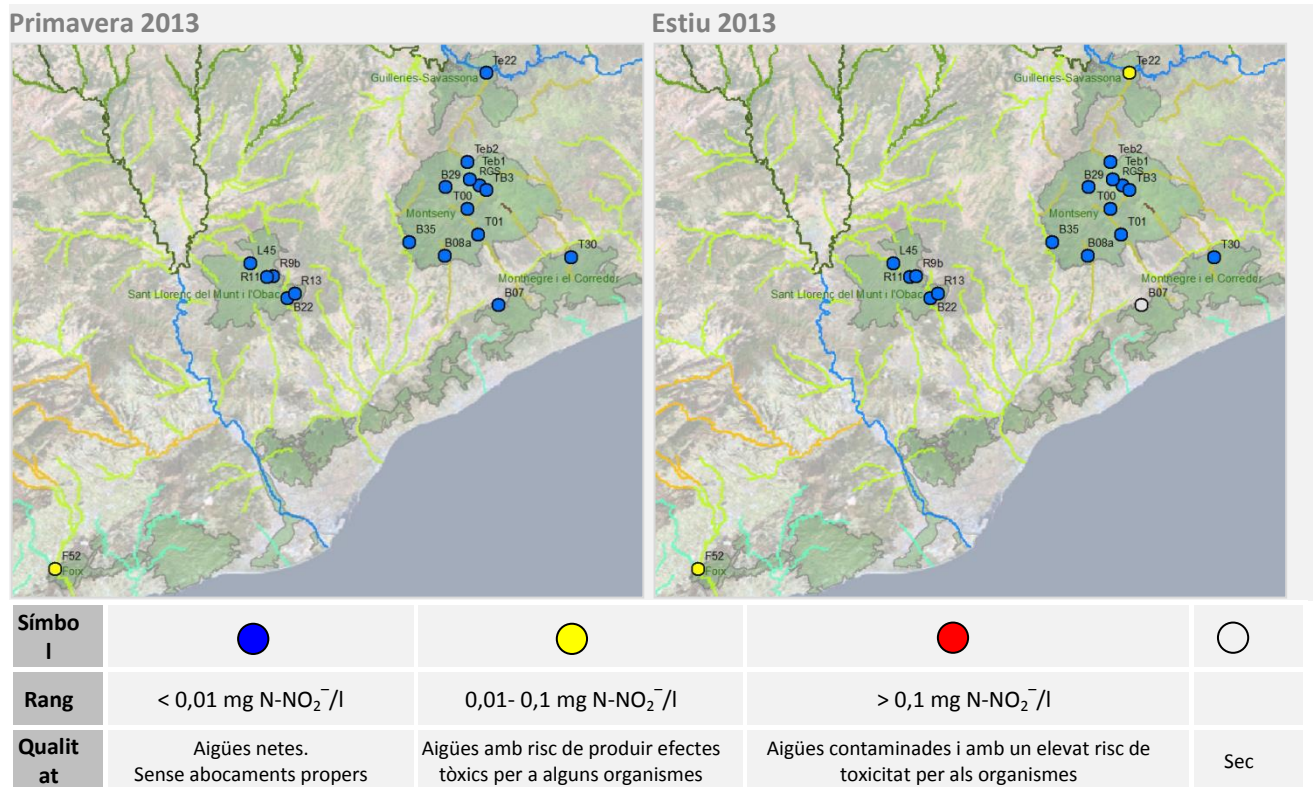 Primavera 2013
Te22
Guilleries-Savassona
Teb2
Teb1
B29
RGS
TB3
T00
Montseny
T01
B35
B08a
T30
L45
R9b
R11
Montnegre i el Corredor
R13
Sant Llorenç del Munt i l'Obac
B22
B07
F52
Foix
Estiu 2013
Te22
Guilleries-Savassona
Teb2
Teb1
B29
RGS
TB3
T00
Montseny
T01
B35
B08a
T30
L45
R9b
R11
Montnegre i el Corredor
R13
Sant Llorenç del Munt i l'Obac
B22
B07
F52
Foix
Símbo
l
Rang
< 0,01 mg N-NO₂⁻/l
0,01- 0,1 mg N-NO₂⁻/l
> 0,1 mg N-NO₂⁻/l
Qualit
at
Aigües netes.
Sense abocaments propers
Aigües amb risc de produir efectes
tòxics per a alguns organismes
Aigües contaminades i amb un elevat risc de
toxicitat per als organismes
Sec